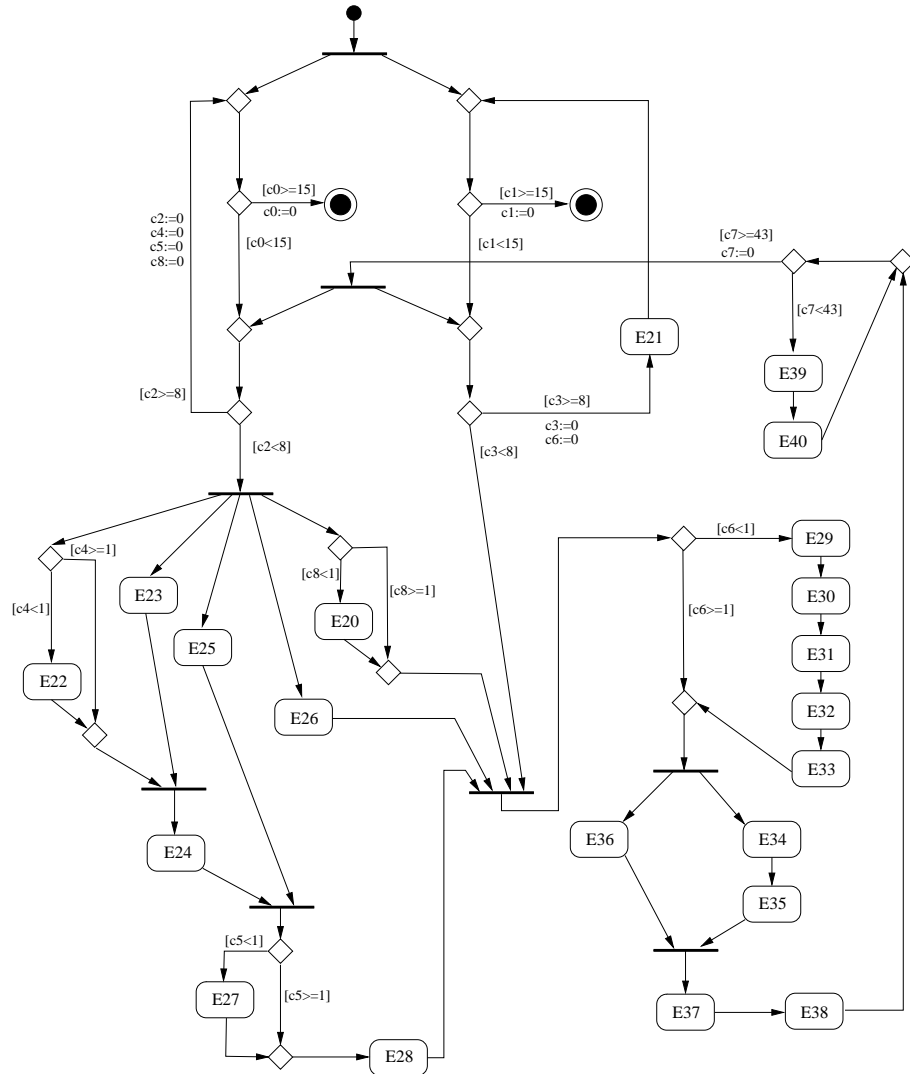 [c0>=15]
c0:=0
[c1>=15]
c1:=0
c2:=0
c4:=0
c5:=0
c8:=0
[c0<15]
[c1<15]
[c7>=43]
c7:=0
[c7<43]
E21
E39
[c2>=8]
[c3>=8]
c3:=0
c6:=0
E40
[c2<8]
[c3<8]
[c6<1]
E29
[c4>=1]
[c8<1]
[c8>=1]
E23
[c4<1]
E20
[c6>=1]
E30
E25
E31
E22
E26
E32
E33
E24
E36
E34
E35
[c5<1]
E27
[c5>=1]
E37
E38
E28